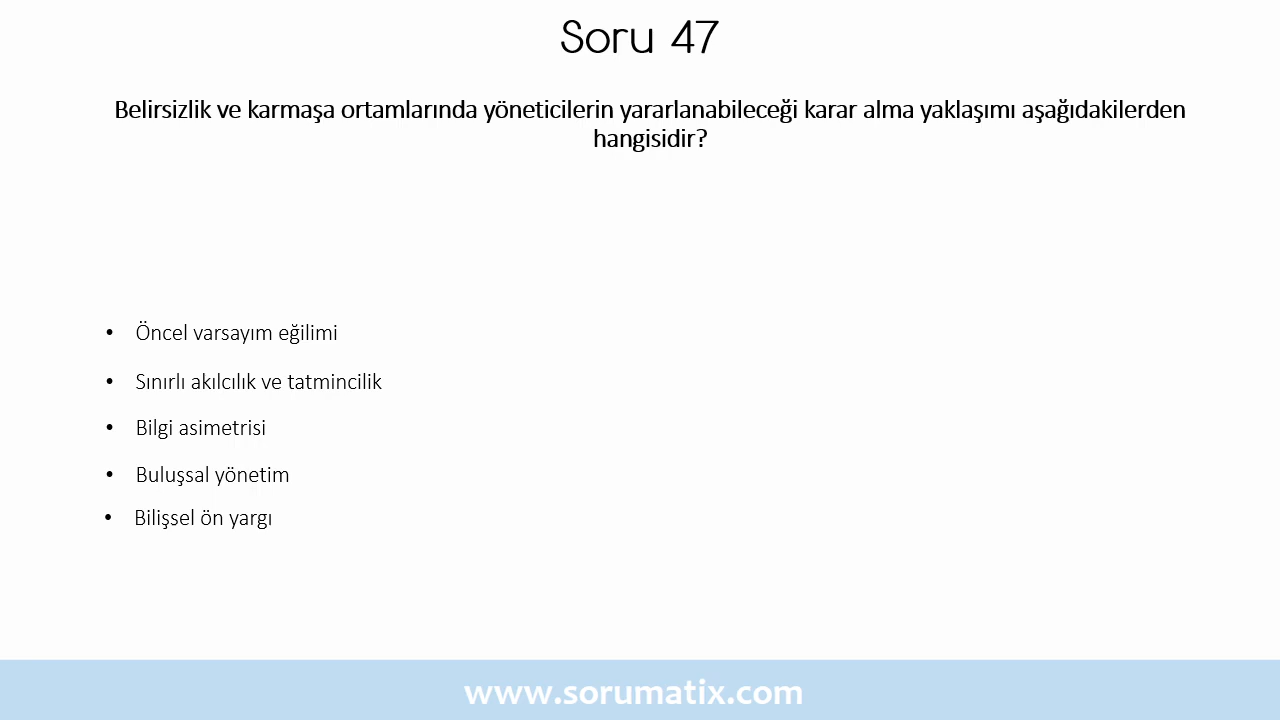 Soru 47
Belirsizlik ve karmaşa ortamlarında yöneticilerin yararlanabileceği karar alma yaklaşımı aşağıdakilerden
hangisidir?
• Öncel varsayım eğilimi
• Sınırlı akılcılık ve tatmincilik
• Bilgi asimetrisi
• Buluşsal yönetim
• Bilişsel ön yargı
www.sorumatix.com